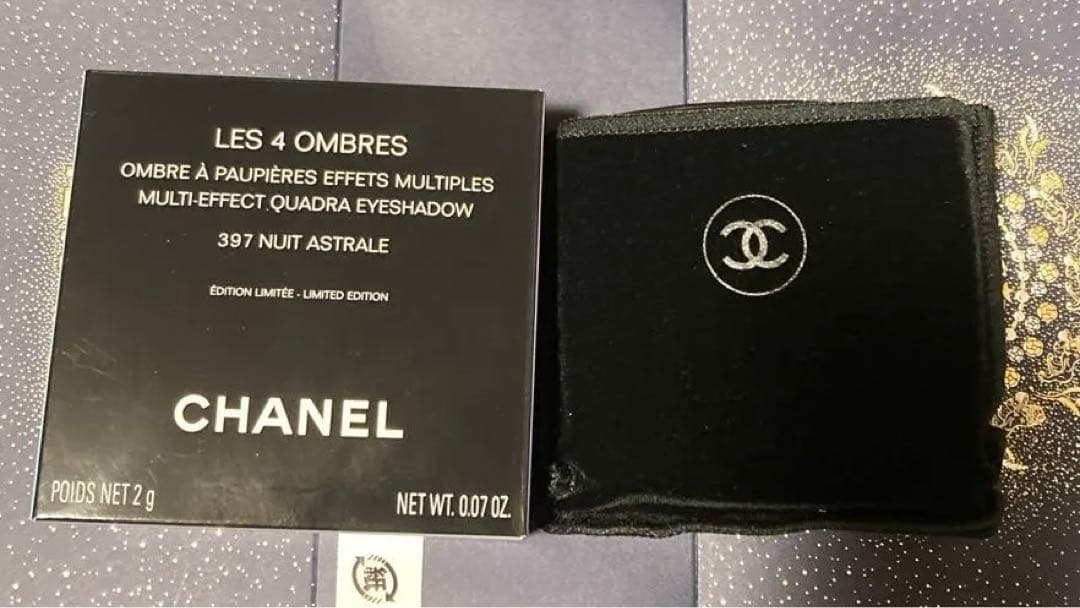 LES 4 OMBRES
OMBRE À PAUPIÈRES EFFETS MULTIPLES
MULTI-EFFECT QUADRA EYESHADOW
397 NUIT ASTRALE
ÉDITION LIMITÉE - LIMITED EDITION
CHANEL
POIDS NET 2 g
NET WT. 0.07 OZ.